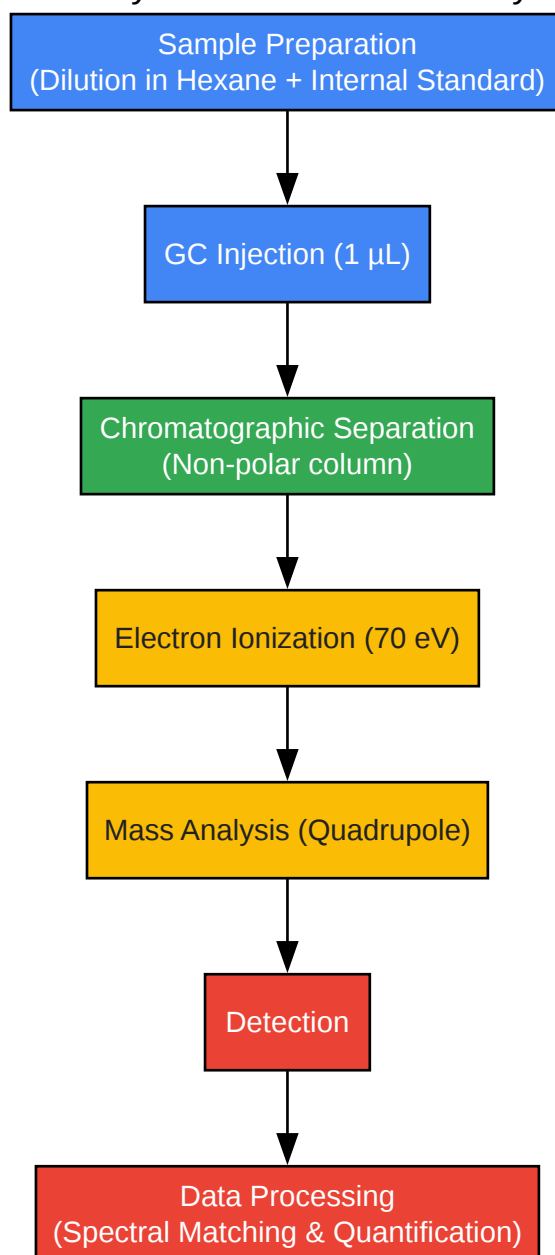 Sample Preparation
(Dilution in Hexane + Internal Standard)
GC Injection (1 µL)
Chromatographic Separation
(Non-polar column)
Electron Ionization (70 eV)
Mass Analysis (Quadrupole)
Detection
Data Processing
(Spectral Matching & Quantification)